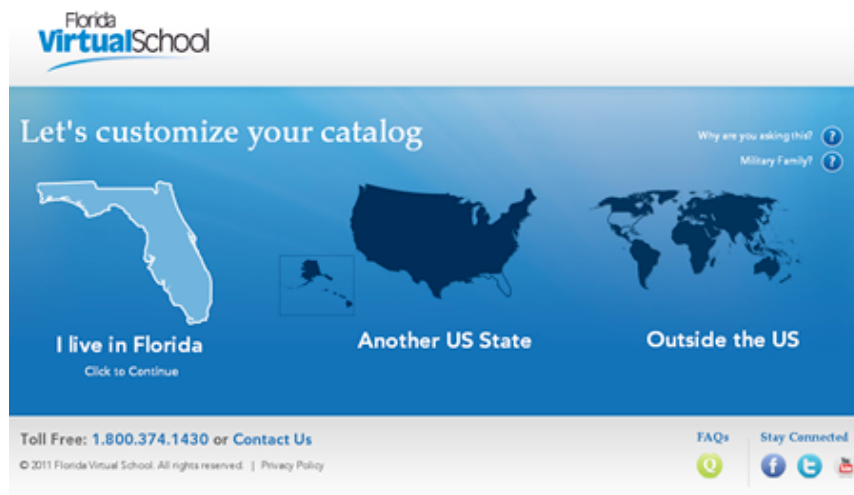 Florida
VirtualSchool
Let's customize your catalog
Why are you asking this? ?
Military Family? ?
I live in Florida
Click to Continue
Another US State
Outside the US
Toll Free: 1.800.374.1430 or Contact Us
© 2011 Florida Virtual School. All rights reserved. | Privacy Policy
FAQs
Q
Stay Connected
f
t
You